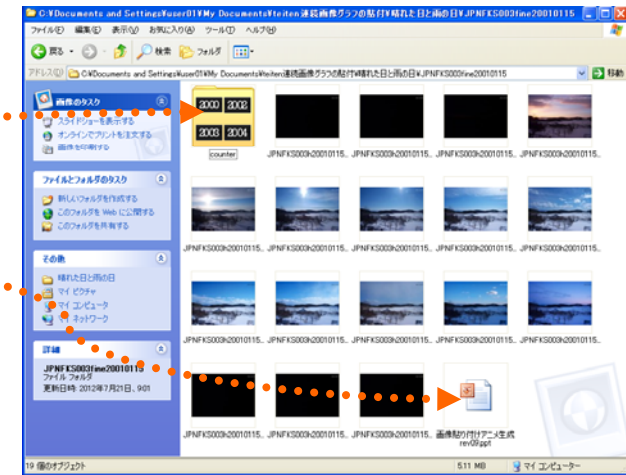 C:¥Documents and Settings¥user01¥My Documents¥teiten連続画像グラフの貼付¥晴れた日と雨の日¥JPNFKS003fine20010115
ファイル(F) 編集(E) 表示(V) お気に入り(A) ツール(T) ヘルプ(H)
戻る 検索 フォルダ
アドレス(D) C:¥Documents and Settings¥user01¥My Documents¥teiten連続画像グラフの貼付¥晴れた日と雨の日¥JPNFKS003fine20010115 移動
画像のタスク
スライドショーを表示する
オンラインでプリントを注文する
画像を印刷する
ファイルとフォルダのタスク
新しいフォルダを作成する
このフォルダを Web に公開する
このフォルダを共有する
その他
晴れた日と雨の日
マイ ピクチャ
マイ コンピュータ
マイ ネットワーク
詳細
JPNFKS003fine20010115
ファイル フォルダ
更新日時: 2012年7月21日、9:01
2000 2002
2003 2004
counter JPNFKS003h20010115... JPNFKS003h20010115... JPNFKS003h20010115... JPNFKS003h20010115...
JPNFKS003h20010115... JPNFKS003h20010115... JPNFKS003h20010115... JPNFKS003h20010115... JPNFKS003h20010115...
JPNFKS003h20010115... JPNFKS003h20010115... JPNFKS003h20010115... JPNFKS003h20010115... JPNFKS003h20010115...
JPNFKS003h20010115... JPNFKS003h20010115... JPNFKS003h20010115... 画像貼り付けアニメ生成
rev09.ppt
19 個のオブジェクト 5.11 MB マイ コンピューター